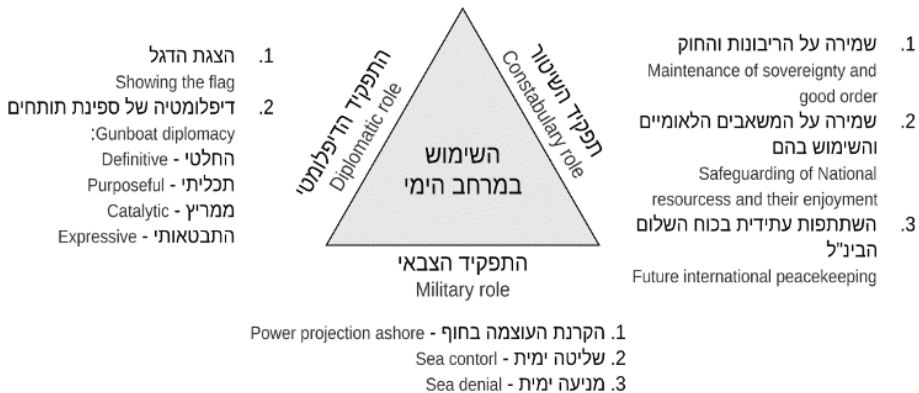 1. הצגת הדגל
Showing the flag
2. דיפלומטיה של ספינת תותחים
Gunboat diplomacy:
החלטי - Definitive
תכליתי - Purposeful
ממריץ - Catalytic
התבטאותי - Expressive
התפקיד הדיפלומטי
Diplomatic role
תפקיד השיטור
Constabulary role
השימוש
במרחב הימי
התפקיד הצבאי
Military role
1. שמירה על הריבונות והחוק
Maintenance of sovereignty and
good order
2. שמירה על המשאבים הלאומיים
והשימוש בהם
Safeguarding of National
resourcess and their enjoyment
3. השתתפות עתידית בכוח השלום
הבינ"ל
Future international peacekeeping
1. הקרנת העוצמה בחוף - Power projection ashore
2. שליטה ימית - Sea contorl
3. מניעה ימית - Sea denial